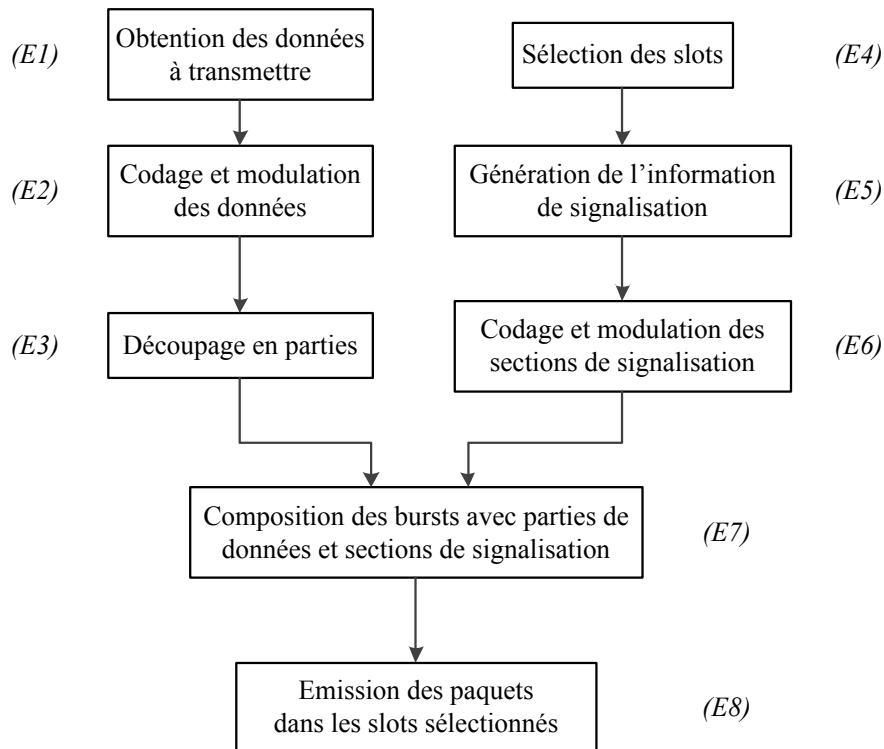 (E1)
Obtention des données
à transmettre
Sélection des slots
(E4)
(E2)
Codage et modulation
des données
Génération de l’information
de signalisation
(E5)
(E3)
Découpage en parties
Codage et modulation des
sections de signalisation
(E6)
Composition des bursts avec parties de
données et sections de signalisation
(E7)
Emission des paquets
dans les slots sélectionnés
(E8)